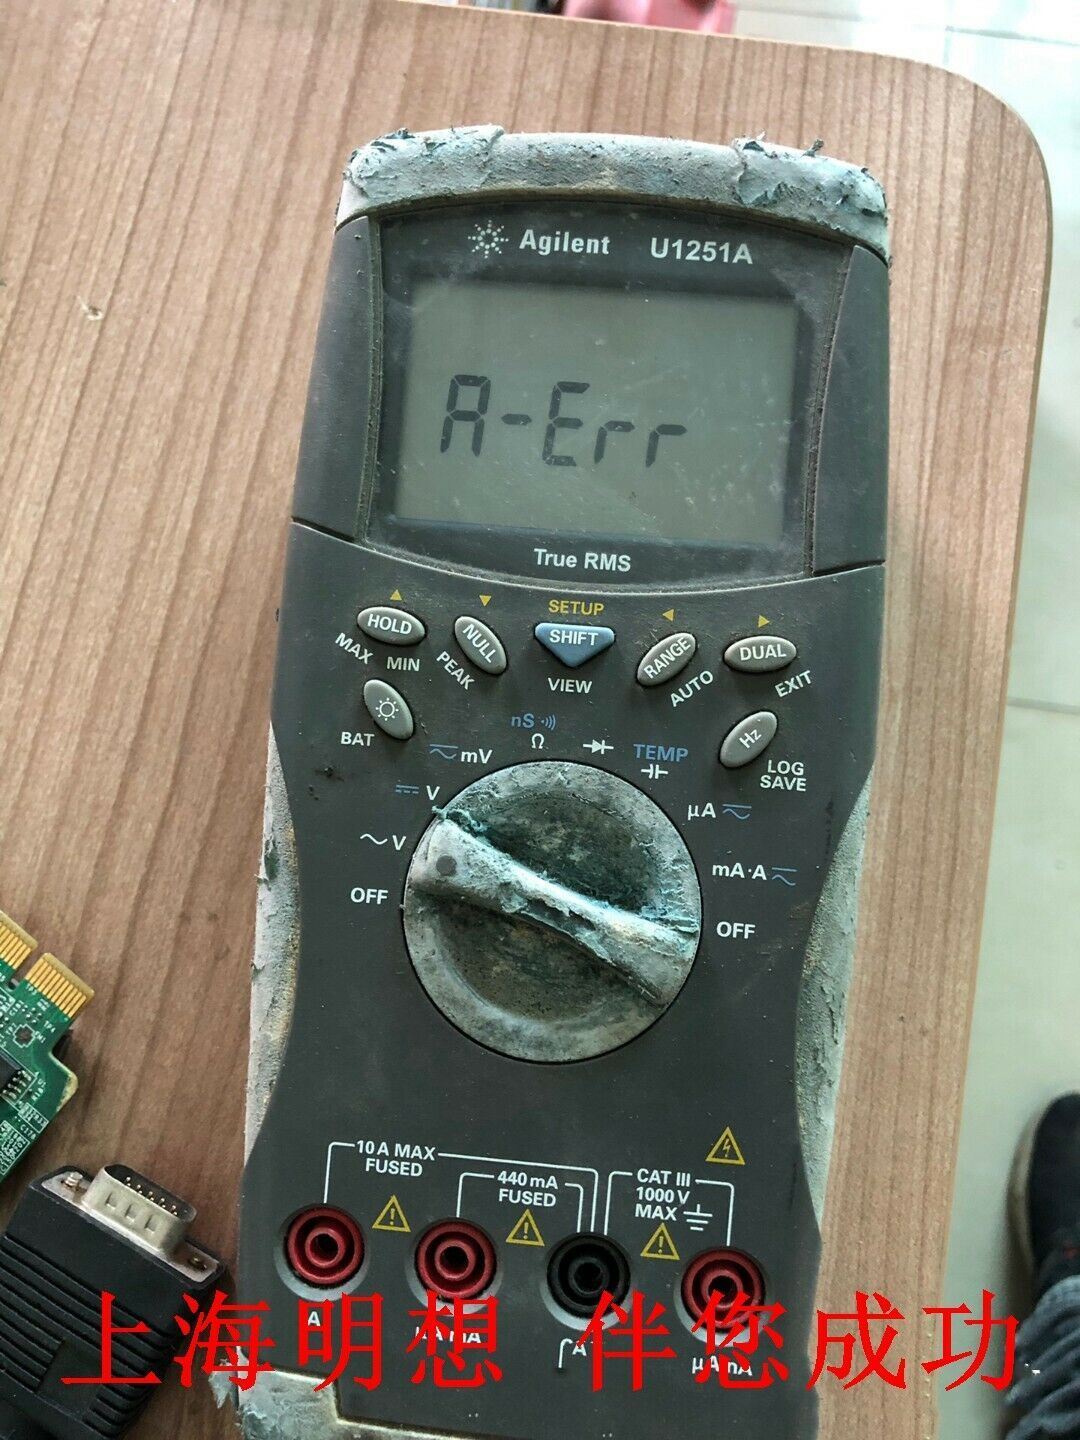 Agilent U1251A
A-Err
True RMS
SETUP
HOLD NULL SHIFT RANGE DUAL
MAX MIN PEAK VIEW AUTO EXIT
BAT Hz LOG
SAVE
mV nS Ω TEMP
V μA
V mA·A
OFF OFF
10 A MAX
FUSED
440 mA
FUSED
CAT III
1000 V
MAX
A
上海明想 伴您成功